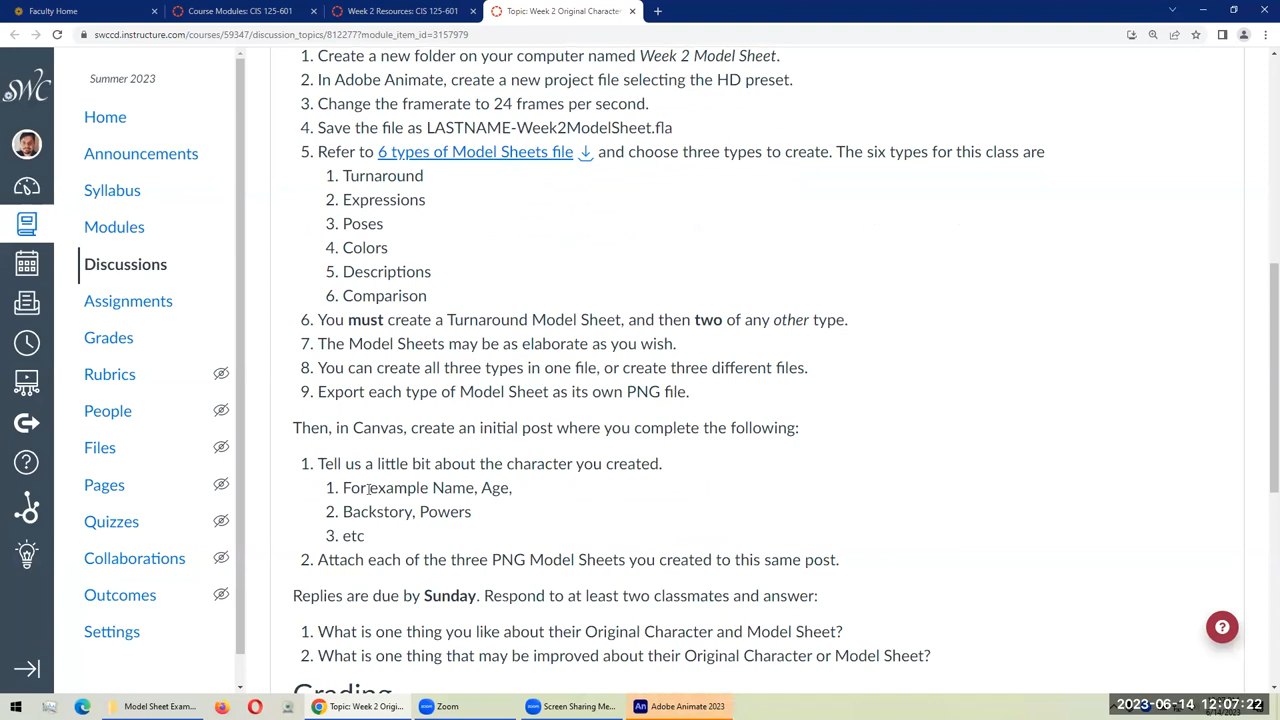 Faculty Home
Course Modules: CIS 125-601
Week 2 Resources: CIS 125-601
Topic: Week 2 Original Character
swccd.instructure.com/courses/59347/discussion_topics/812277?module_item_id=3157979
SWC
Summer 2023
Home
Announcements
Syllabus
Modules
Discussions
Assignments
Grades
Rubrics
People
Files
Pages
Quizzes
Collaborations
Outcomes
Settings
1. Create a new folder on your computer named Week 2 Model Sheet.
2. In Adobe Animate, create a new project file selecting the HD preset.
3. Change the framerate to 24 frames per second.
4. Save the file as LASTNAME-Week2ModelSheet.fla
5. Refer to 6 types of Model Sheets file and choose three types to create. The six types for this class are
1. Turnaround
2. Expressions
3. Poses
4. Colors
5. Descriptions
6. Comparison
6. You must create a Turnaround Model Sheet, and then two of any other type.
7. The Model Sheets may be as elaborate as you wish.
8. You can create all three types in one file, or create three different files.
9. Export each type of Model Sheet as its own PNG file.
Then, in Canvas, create an initial post where you complete the following:
1. Tell us a little bit about the character you created.
1. For example Name, Age,
2. Backstory, Powers
3. etc
2. Attach each of the three PNG Model Sheets you created to this same post.
Replies are due by Sunday. Respond to at least two classmates and answer:
1. What is one thing you like about their Original Character and Model Sheet?
2. What is one thing that may be improved about their Original Character or Model Sheet?
Grading
Model Sheet Exam...
Topic: Week 2 Origi...
Zoom
Screen Sharing Me...
An
Adobe Animate 2023
2023-06-14 12:07:22